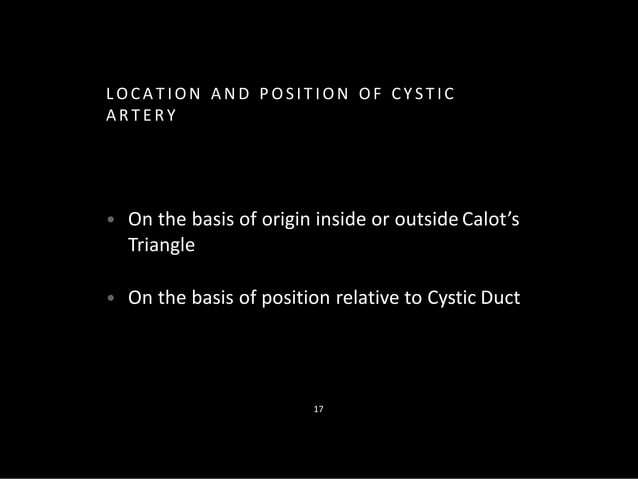 LOCATION AND POSITION OF CYSTIC
ARTERY
• On the basis of origin inside or outside Calot’s
Triangle
• On the basis of position relative to Cystic Duct
17